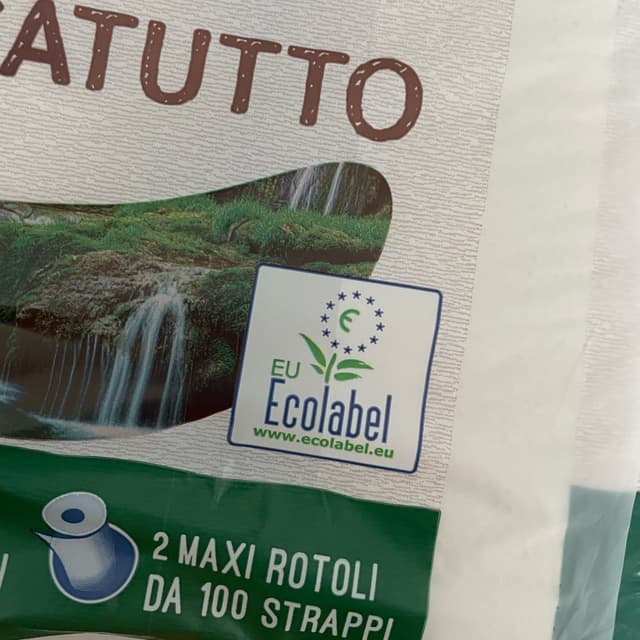 CATUTTO
EU
Ecolabel
www.ecolabel.eu
2 MAXI ROTOLI
DA 100 STRAPPI